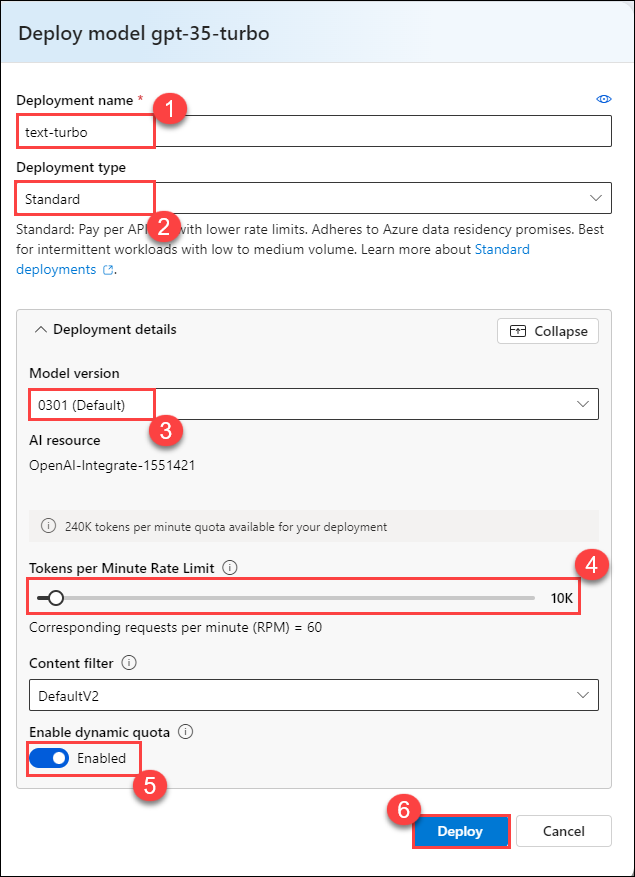 Deploy model gpt-35-turbo
Deployment name *
1
text-turbo
Deployment type
Standard
2
Standard: Pay per API with lower rate limits. Adheres to Azure data residency promises. Best
for intermittent workloads with low to medium volume. Learn more about Standard
deployments .
Deployment details
Collapse
Model version
0301 (Default)
3
AI resource
OpenAI-Integrate-1551421
240K tokens per minute quota available for your deployment
Tokens per Minute Rate Limit
4
10K
Corresponding requests per minute (RPM) = 60
Content filter
DefaultV2
Enable dynamic quota
Enabled
5
6
Deploy
Cancel